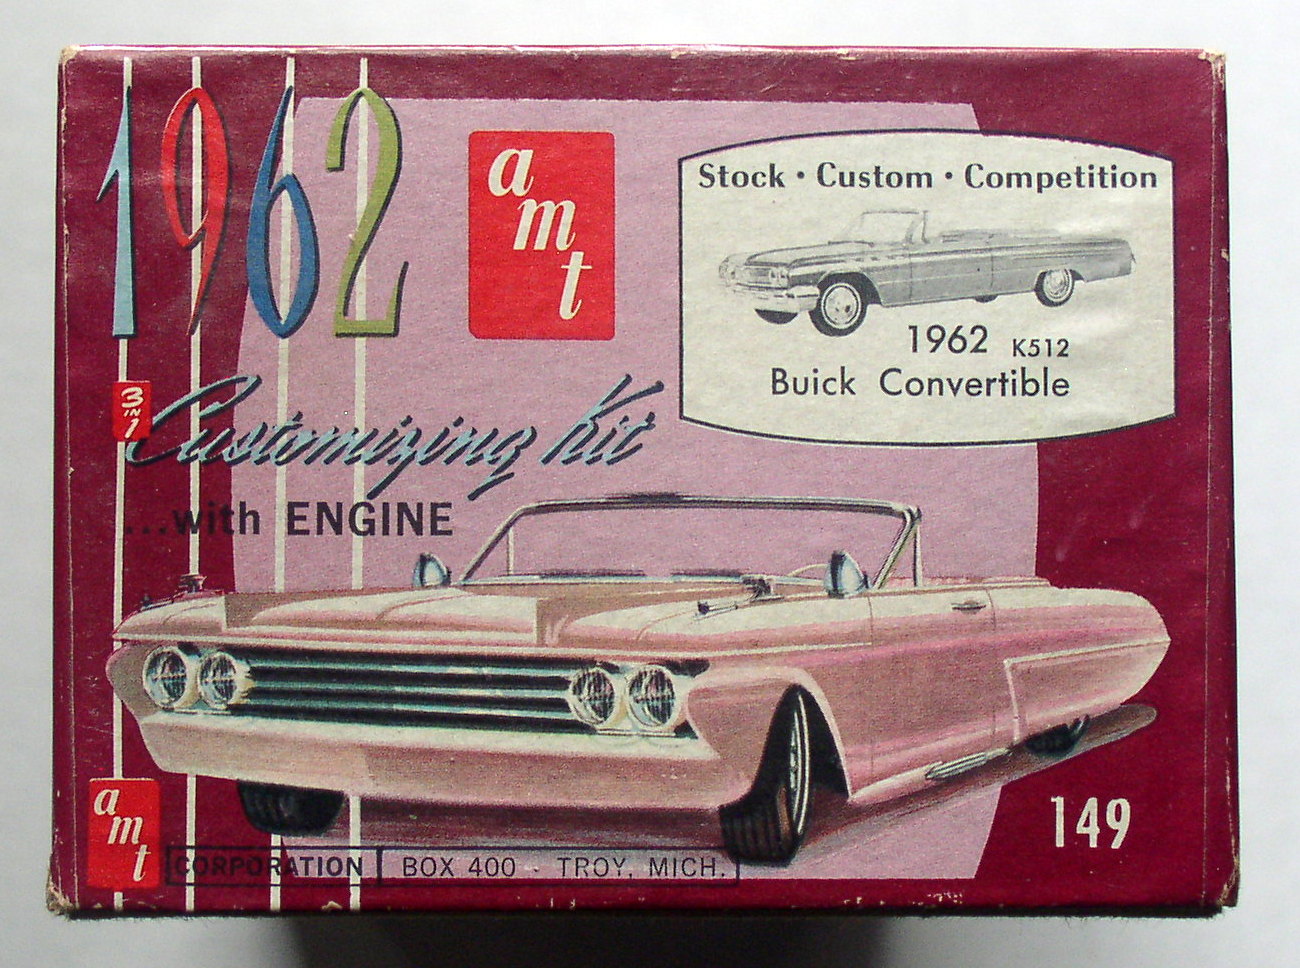 1962
amt
Stock • Custom • Competition
1962 K512
Buick Convertible
3 IN 1
Customizing Kit
...with ENGINE
149
amt
CORPORATION BOX 400 - TROY, MICH.